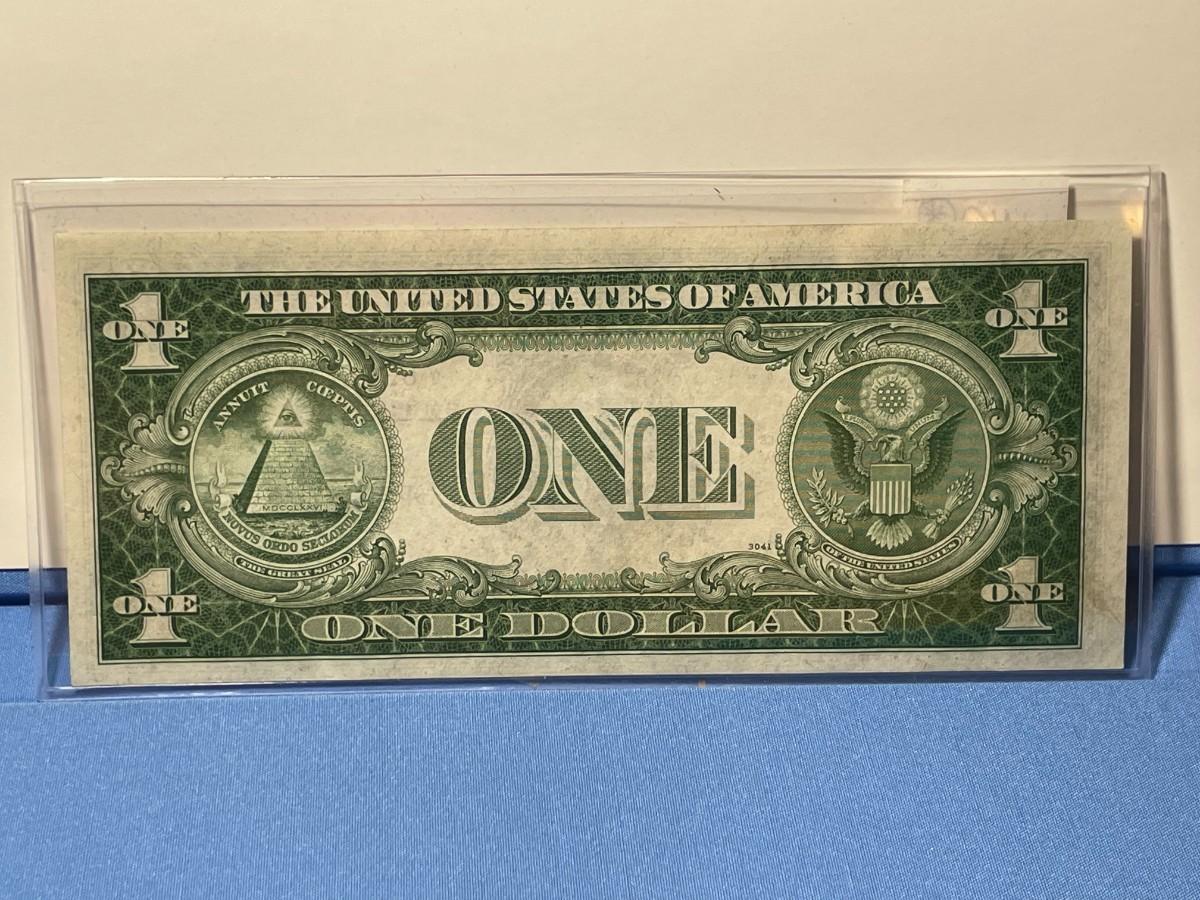 THE UNITED STATES OF AMERICA
1
ONE
1
ONE
ANNUIT CŒPTIS
MDCCLXXVI
NOVUS ORDO SECLORUM
THE GREAT SEAL
ONE
3041
OF THE UNITED STATES
1
ONE
1
ONE
ONE DOLLAR